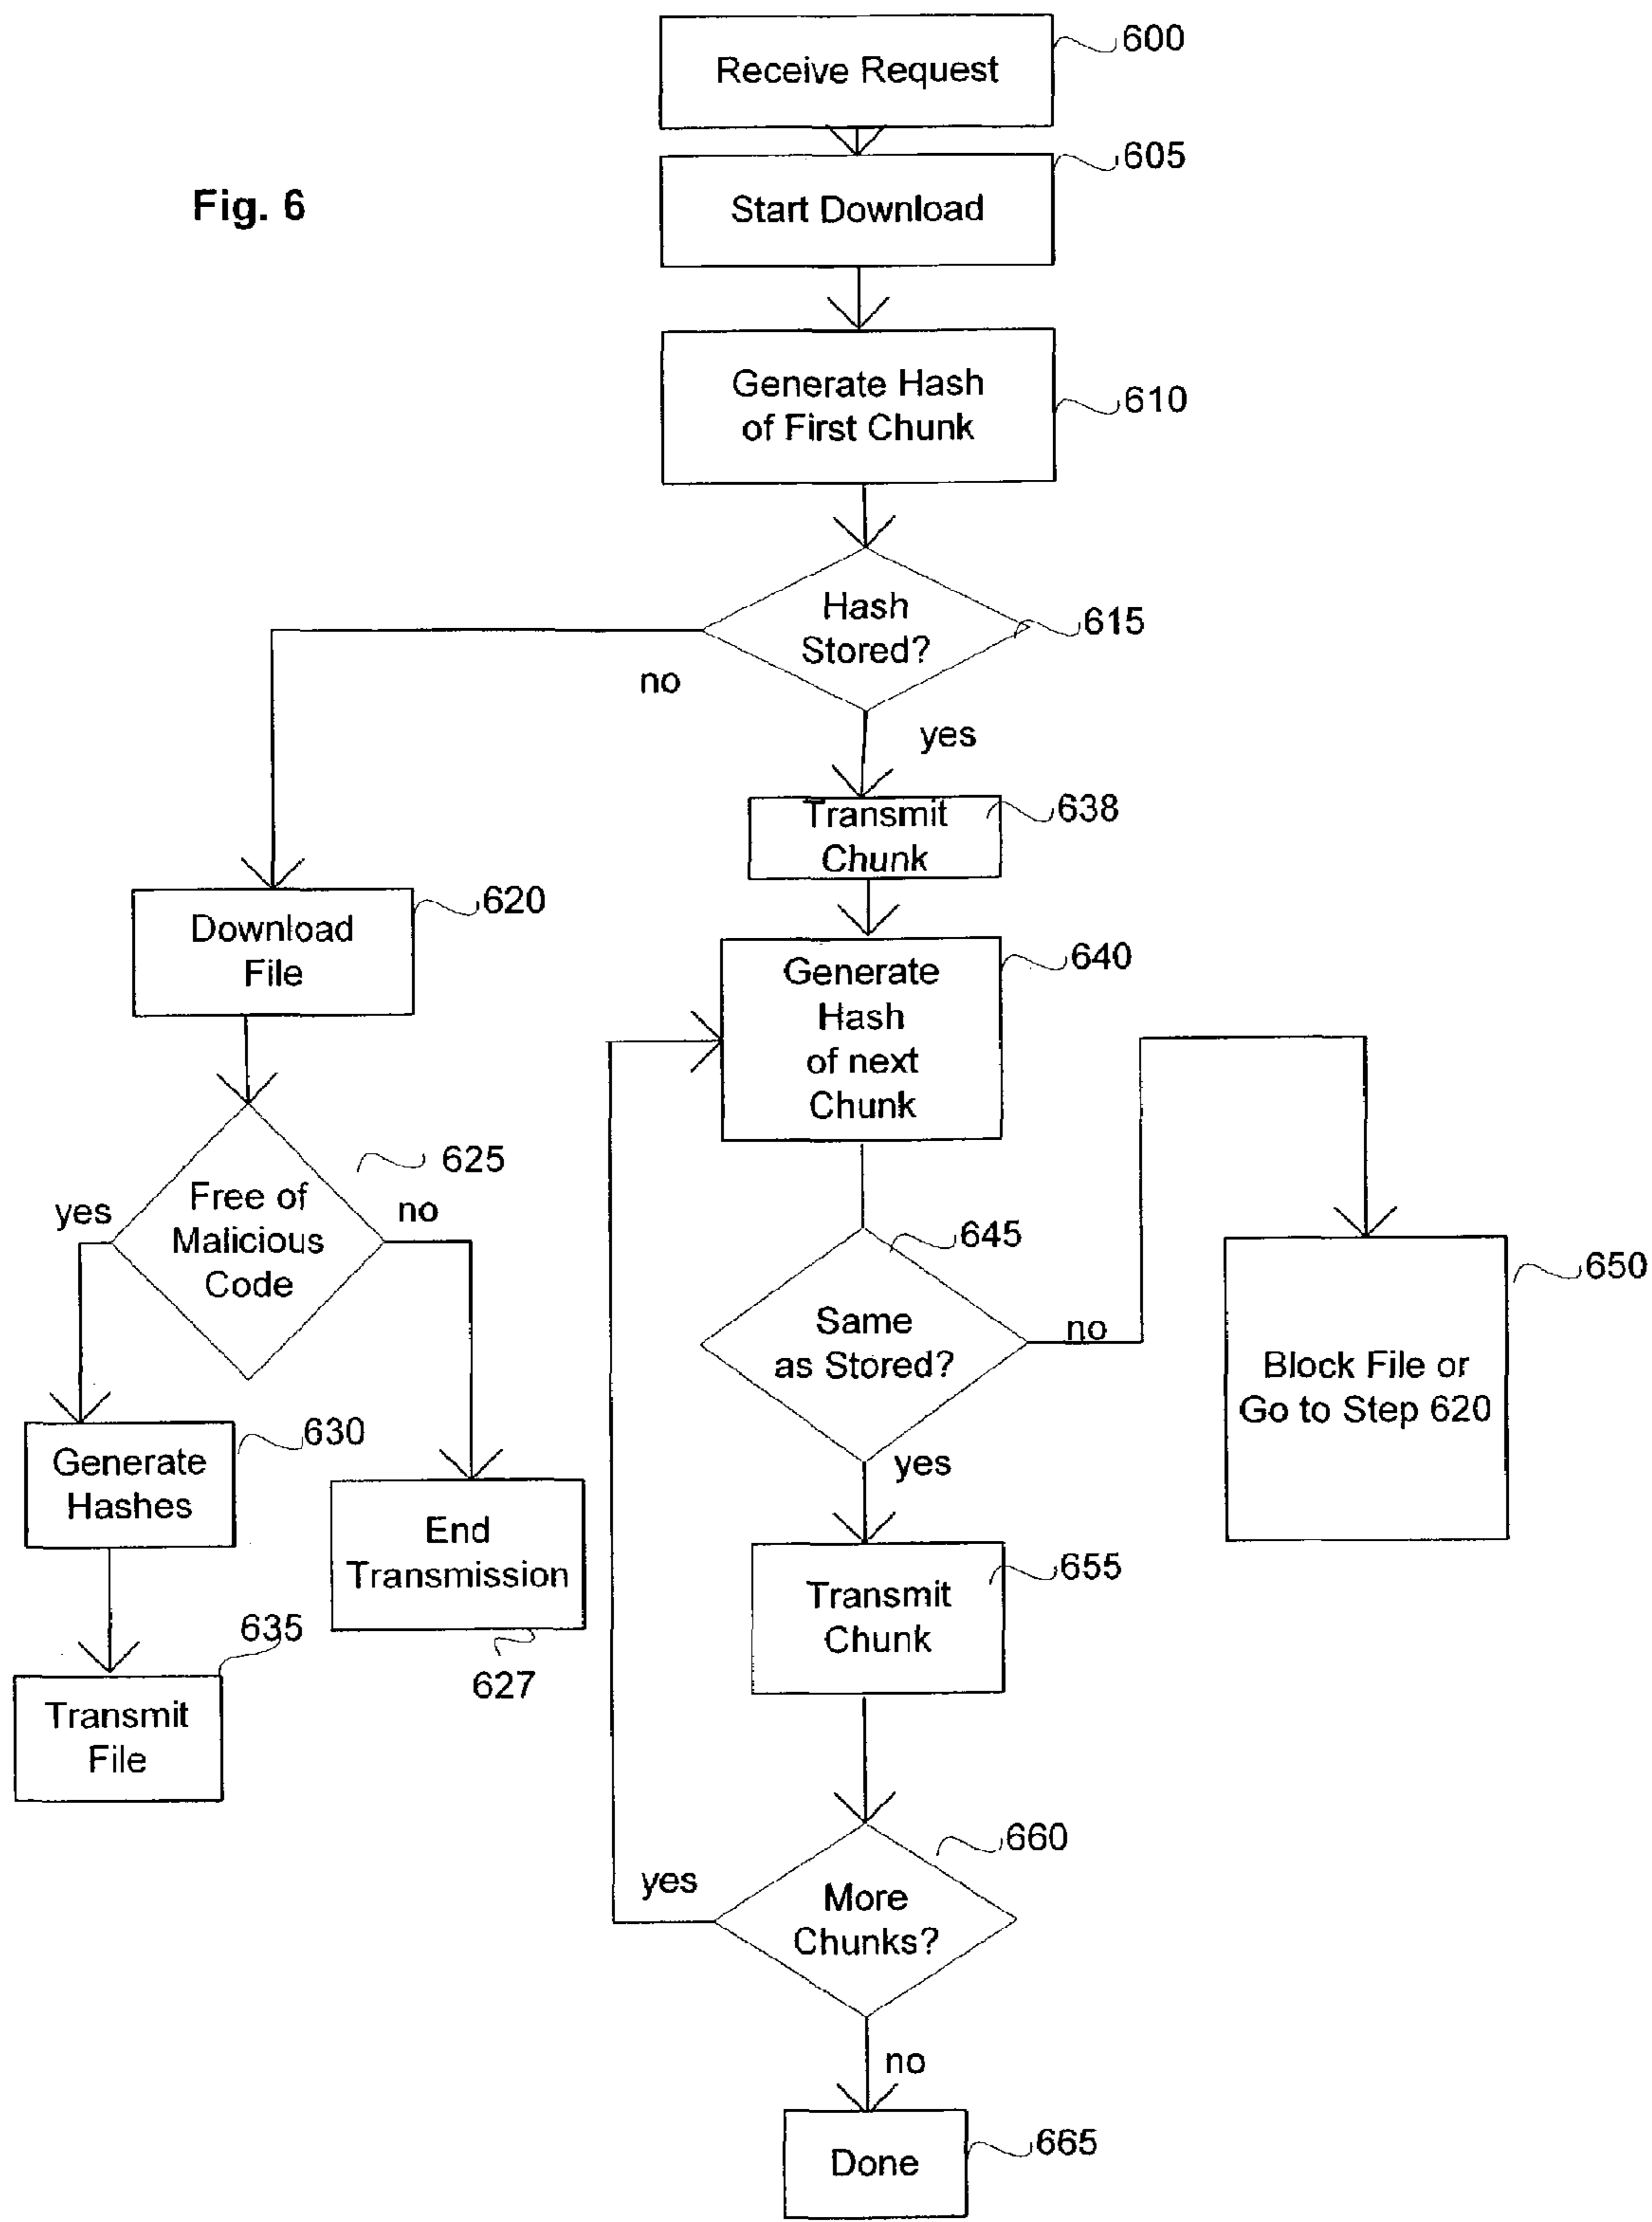 600
Receive Request
605
Fig. 6
Start Download
Generate Hash
of First Chunk
610
Hash
Stored?
615
no
yes
Transmit
Chunk
638
620
Download
File
Generate
Hash
of next
Chunk
640
625
Free of
Malicious
Code
yes
no
645
Same
as Stored?
no
650
Block File or
Go to Step 620
yes
630
Generate
Hashes
End
Transmission
627
655
Transmit
Chunk
635
Transmit
File
660
More
Chunks?
yes
no
Done
665